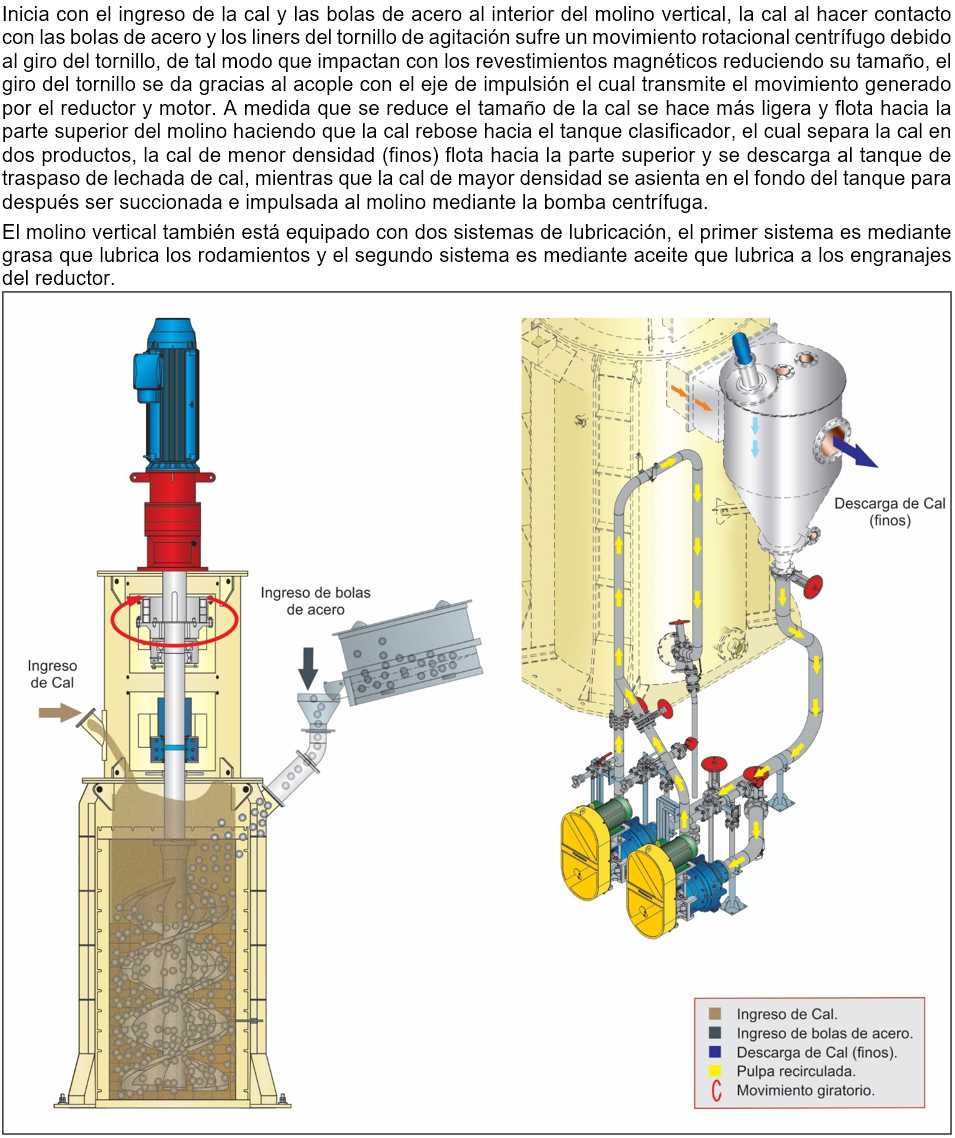 Inicia con el ingreso de la cal y las bolas de acero al interior del molino vertical, la cal al hacer contacto
con las bolas de acero y los liners del tornillo de agitación sufre un movimiento rotacional centrífugo debido
al giro del tornillo, de tal modo que impactan con los revestimientos magnéticos reduciendo su tamaño, el
giro del tornillo se da gracias al acople con el eje de impulsión el cual transmite el movimiento generado
por el reductor y motor. A medida que se reduce el tamaño de la cal se hace más ligera y flota hacia la
parte superior del molino haciendo que la cal rebose hacia el tanque clasificador, el cual separa la cal en
dos productos, la cal de menor densidad (finos) flota hacia la parte superior y se descarga al tanque de
traspaso de lechada de cal, mientras que la cal de mayor densidad se asienta en el fondo del tanque para
después ser succionada e impulsada al molino mediante la bomba centrífuga.
El molino vertical también está equipado con dos sistemas de lubricación, el primer sistema es mediante
grasa que lubrica los rodamientos y el segundo sistema es mediante aceite que lubrica a los engranajes
del reductor.
Ingreso de bolas
de acero
Ingreso
de Cal
Descarga de Cal
(finos)
Ingreso de Cal.
Ingreso de bolas de acero.
Descarga de Cal (finos).
Pulpa recirculada.
Movimiento giratorio.